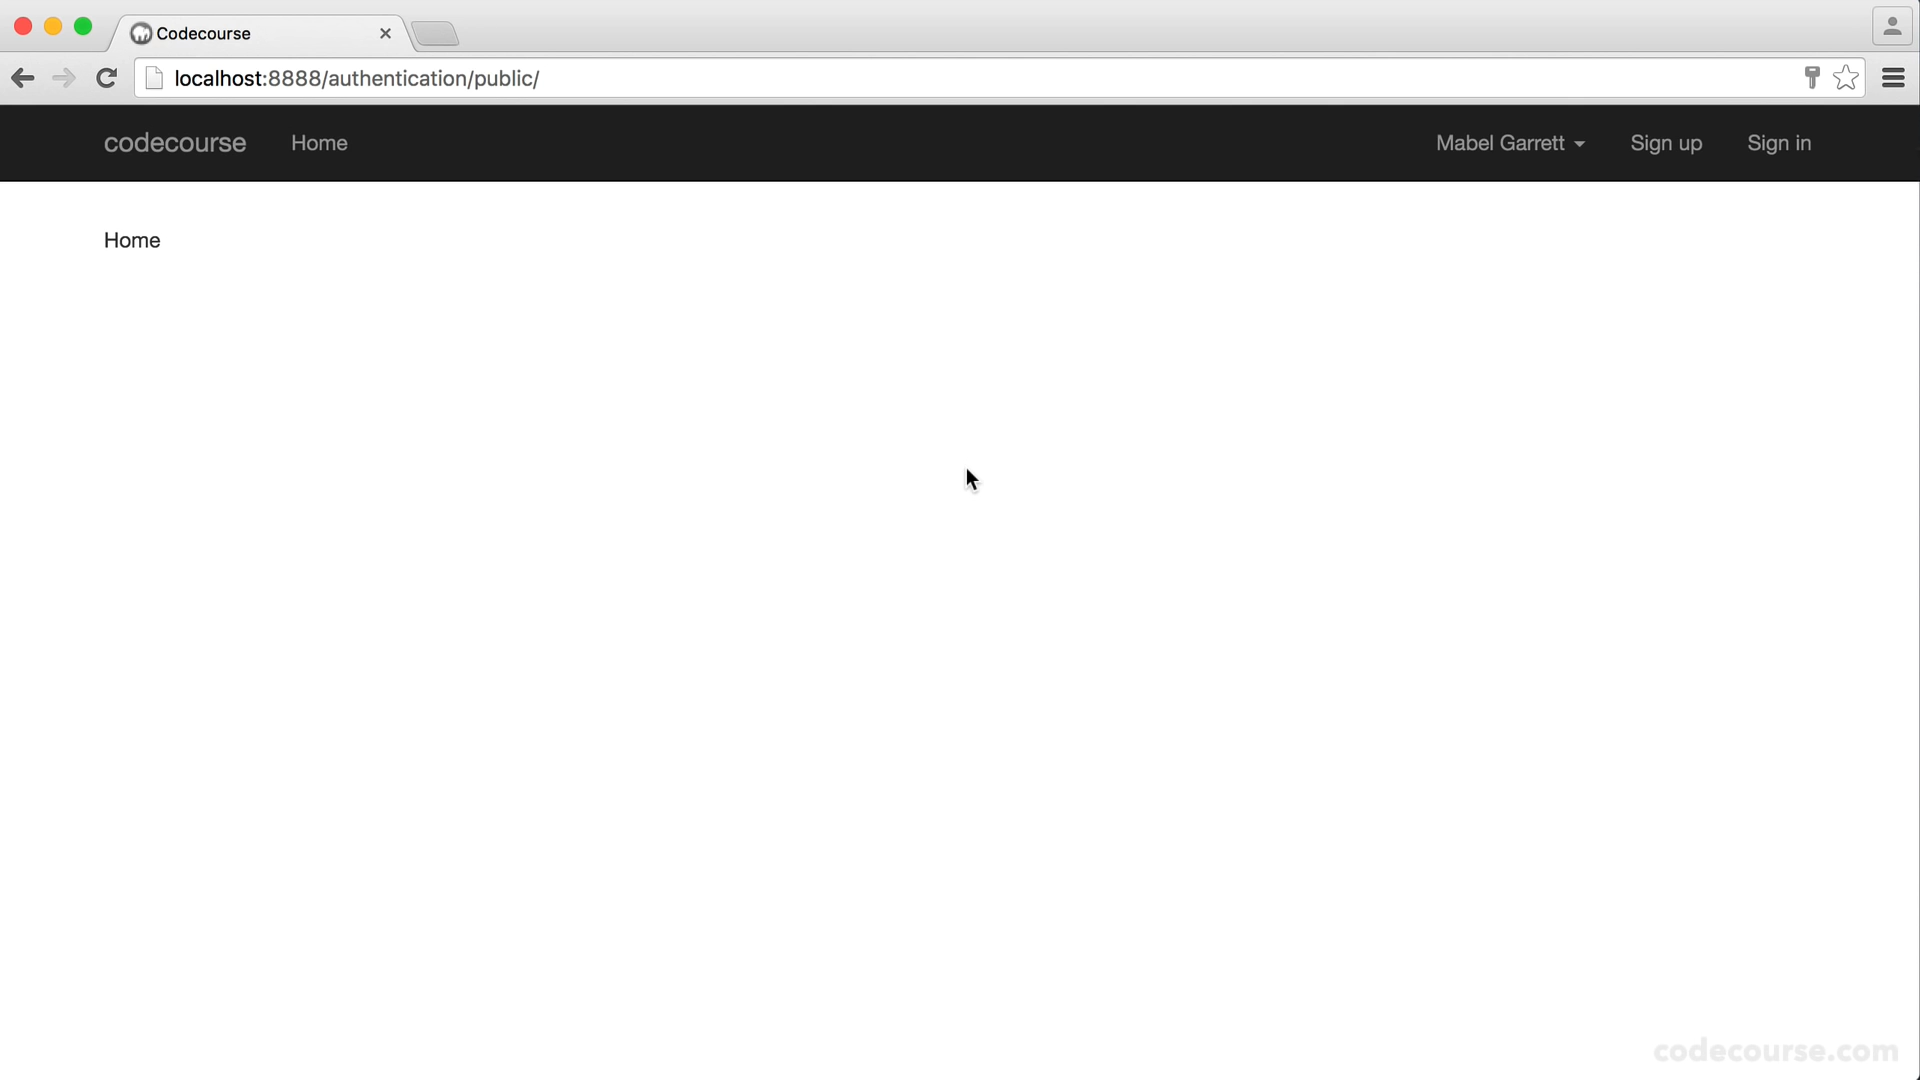 Codecourse
localhost:8888/authentication/public/
codecourse Home Mabel Garrett Sign up Sign in
Home
codecourse.com